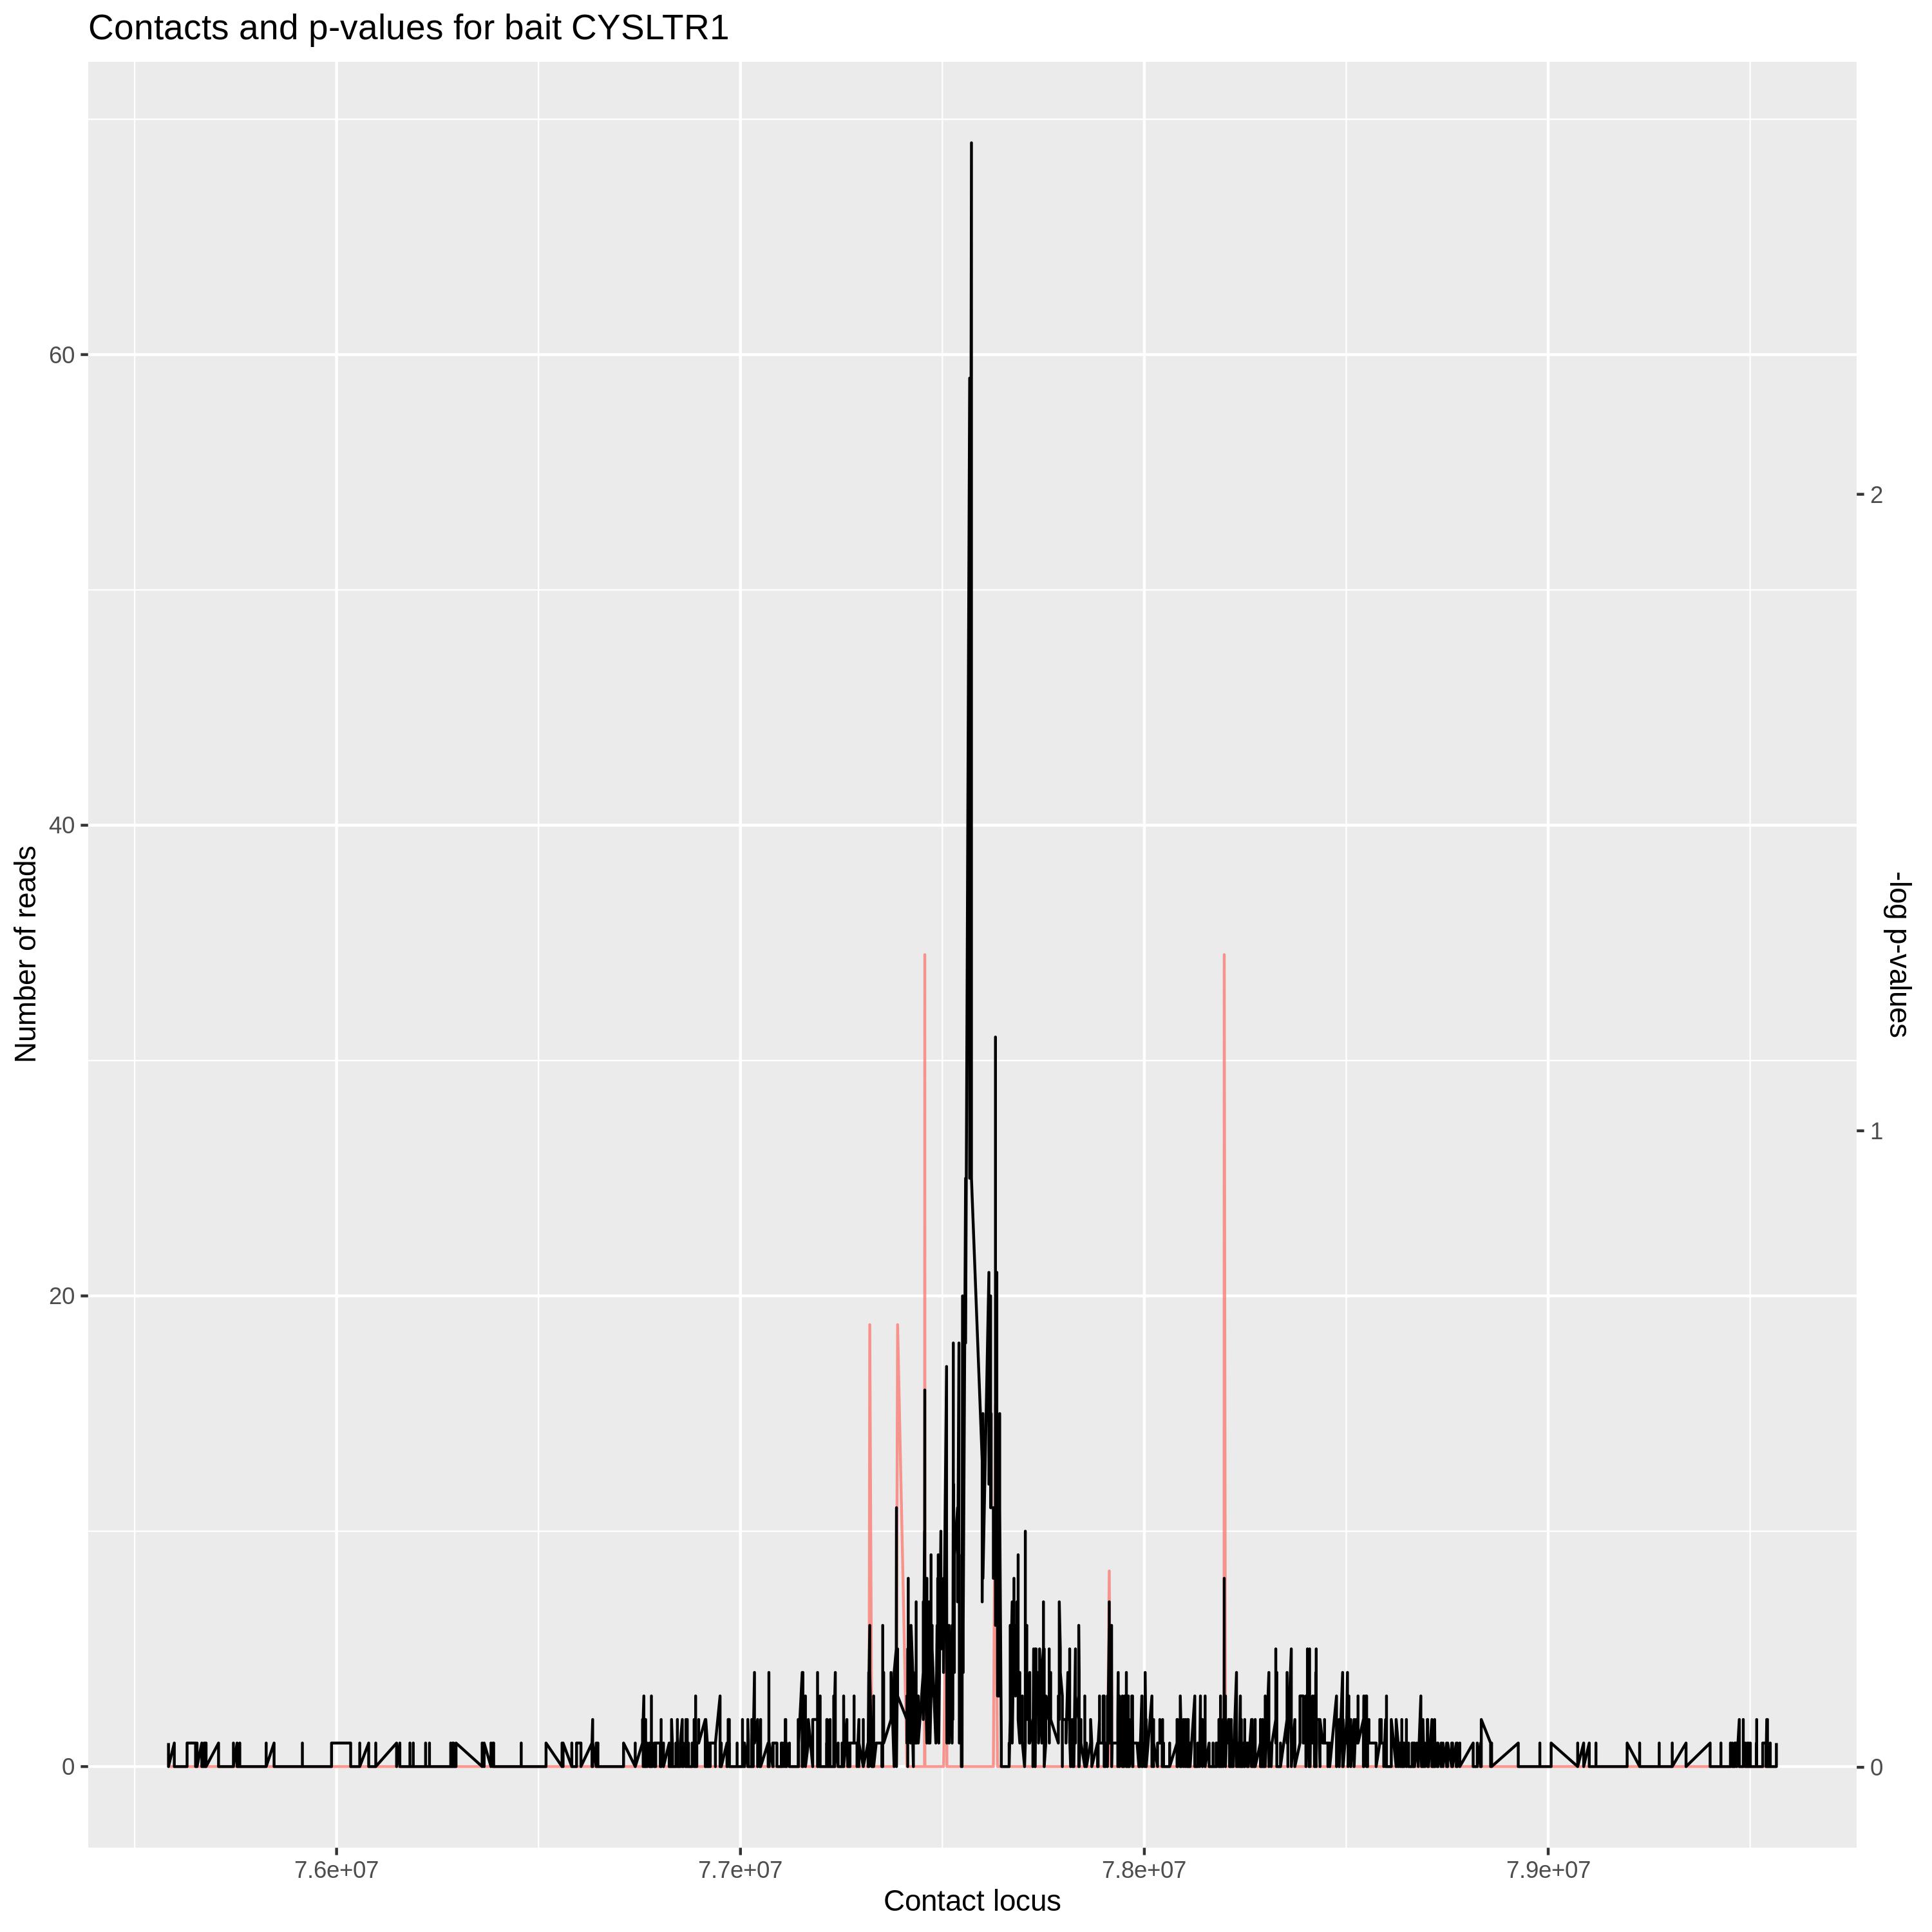 Contacts and p-values for bait CYSLTR1
Number of reads
60
40
20
0
2
1
0
-log p-values
7.6e+07 7.7e+07 7.8e+07 7.9e+07
Contact locus